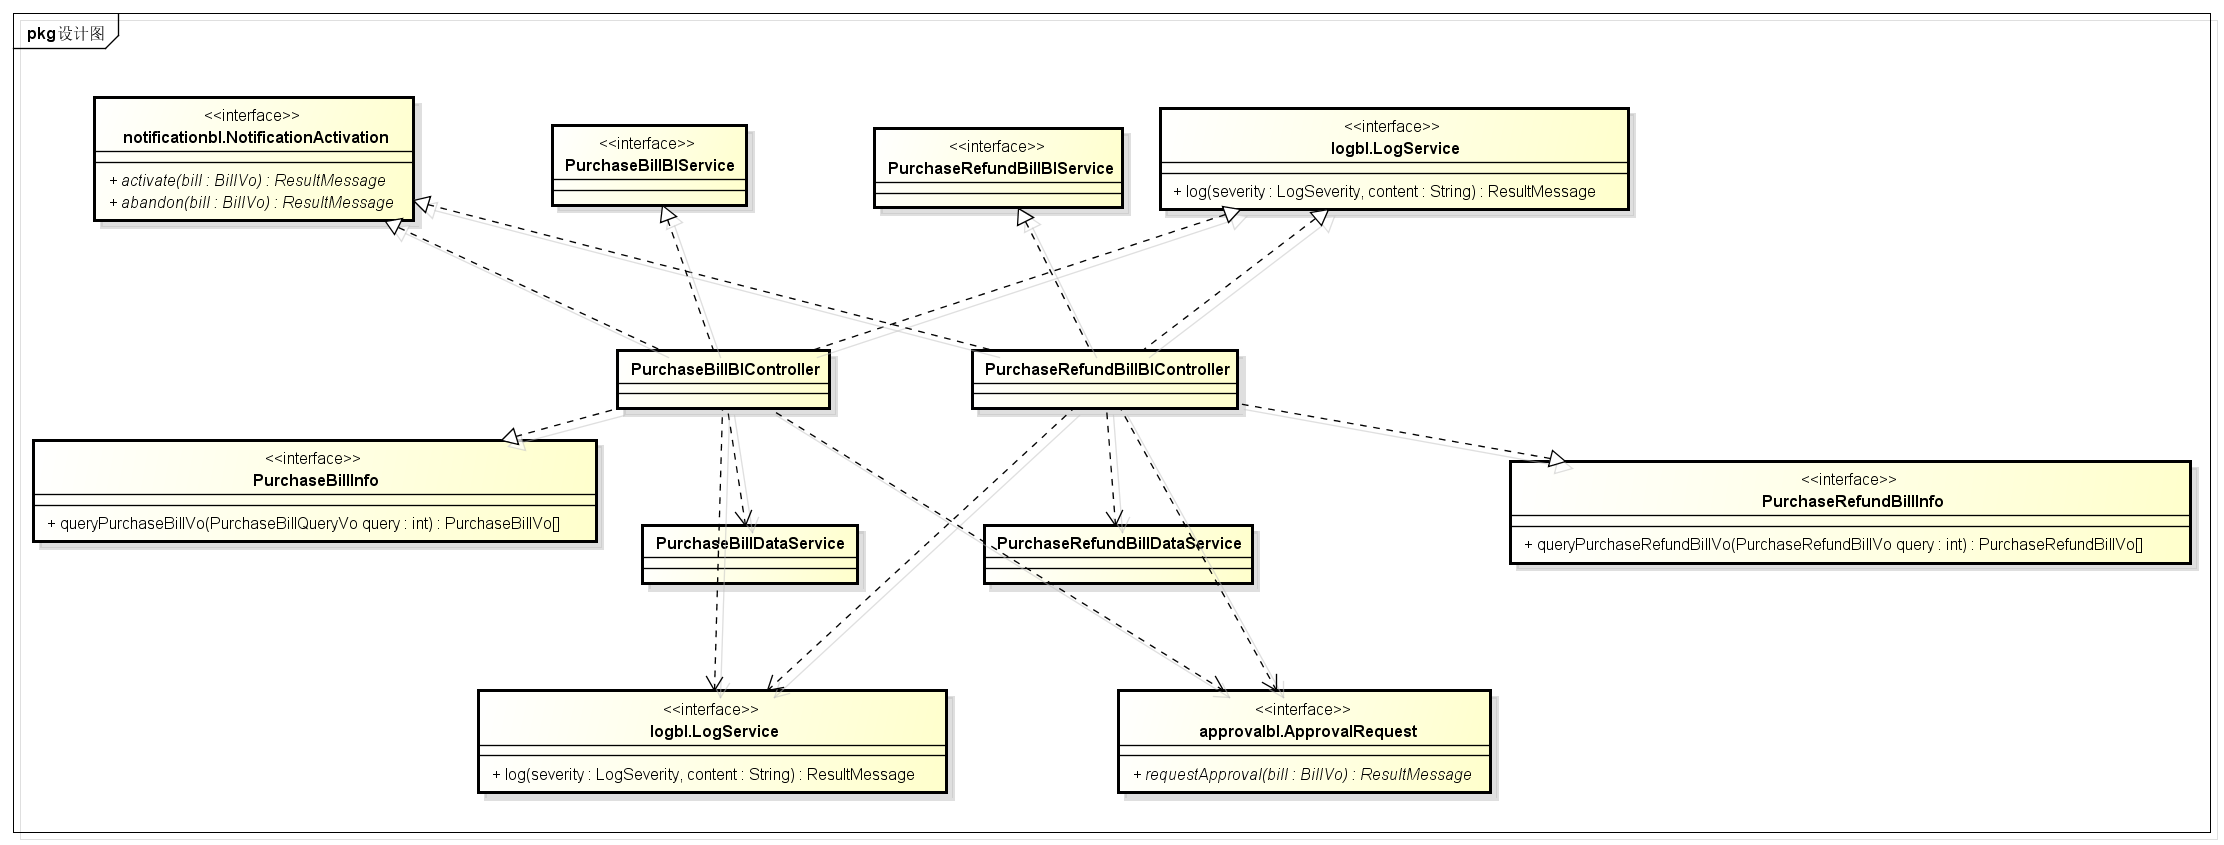 pkg 设计图
<<interface>>
notificationbl.NotificationActivation
+ activate(bill : BillVo) : ResultMessage
+ abandon(bill : BillVo) : ResultMessage
<<interface>>
PurchaseBillBlService
<<interface>>
PurchaseRefundBillBlService
<<interface>>
logbl.LogService
+ log(severity : LogSeverity, content : String) : ResultMessage
PurchaseBillBlController
PurchaseRefundBillBlController
<<interface>>
PurchaseBillInfo
+ queryPurchaseBillVo(PurchaseBillQueryVo query : int) : PurchaseBillVo[]
<<interface>>
PurchaseRefundBillInfo
+ queryPurchaseRefundBillVo(PurchaseRefundBillVo query : int) : PurchaseRefundBillVo[]
PurchaseBillDataService
PurchaseRefundBillDataService
<<interface>>
logbl.LogService
+ log(severity : LogSeverity, content : String) : ResultMessage
<<interface>>
approvalbl.ApprovalRequest
+ requestApproval(bill : BillVo) : ResultMessage